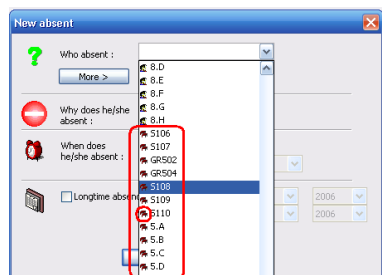 New absent
Who absent :
More >
8.D
8.E
8.F
8.G
8.H
Why does he/she
absent :
S106
S107
GR502
GR504
When does
he/she absent :
S108
S109
S110
Longtime absen
2006
2006
5.A
5.B
5.C
5.D